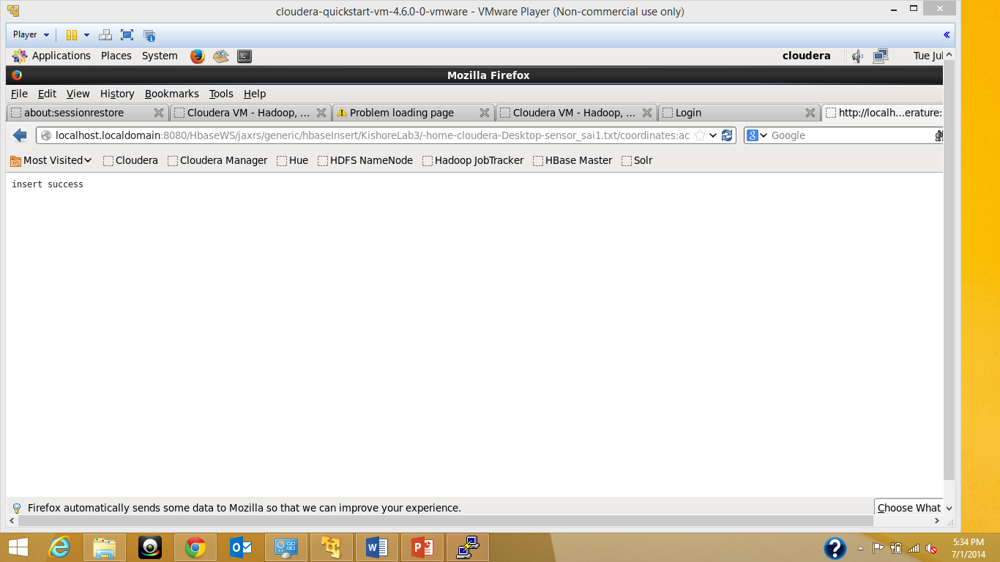 cloudera-quickstart-vm-4.6.0-0-vmware - VMware Player (Non-commercial use only)
Player
Applications Places System cloudera Tue Jul
Mozilla Firefox
File Edit View History Bookmarks Tools Help
about:sessionrestore Cloudera VM - Hadoop, ... Problem loading page Cloudera VM - Hadoop, ... Login http://localh...erature:
localhost.localdomain:8080/HbaseWS/jaxrs/generic/hbaseInsert/KishoreLab3/-home-cloudera-Desktop-sensor_sai1.txt/coordinates:ac Google
Most Visited Cloudera Cloudera Manager Hue HDFS NameNode Hadoop JobTracker HBase Master Solr
insert success
Firefox automatically sends some data to Mozilla so that we can improve your experience. Choose What
5:34 PM
7/1/2014